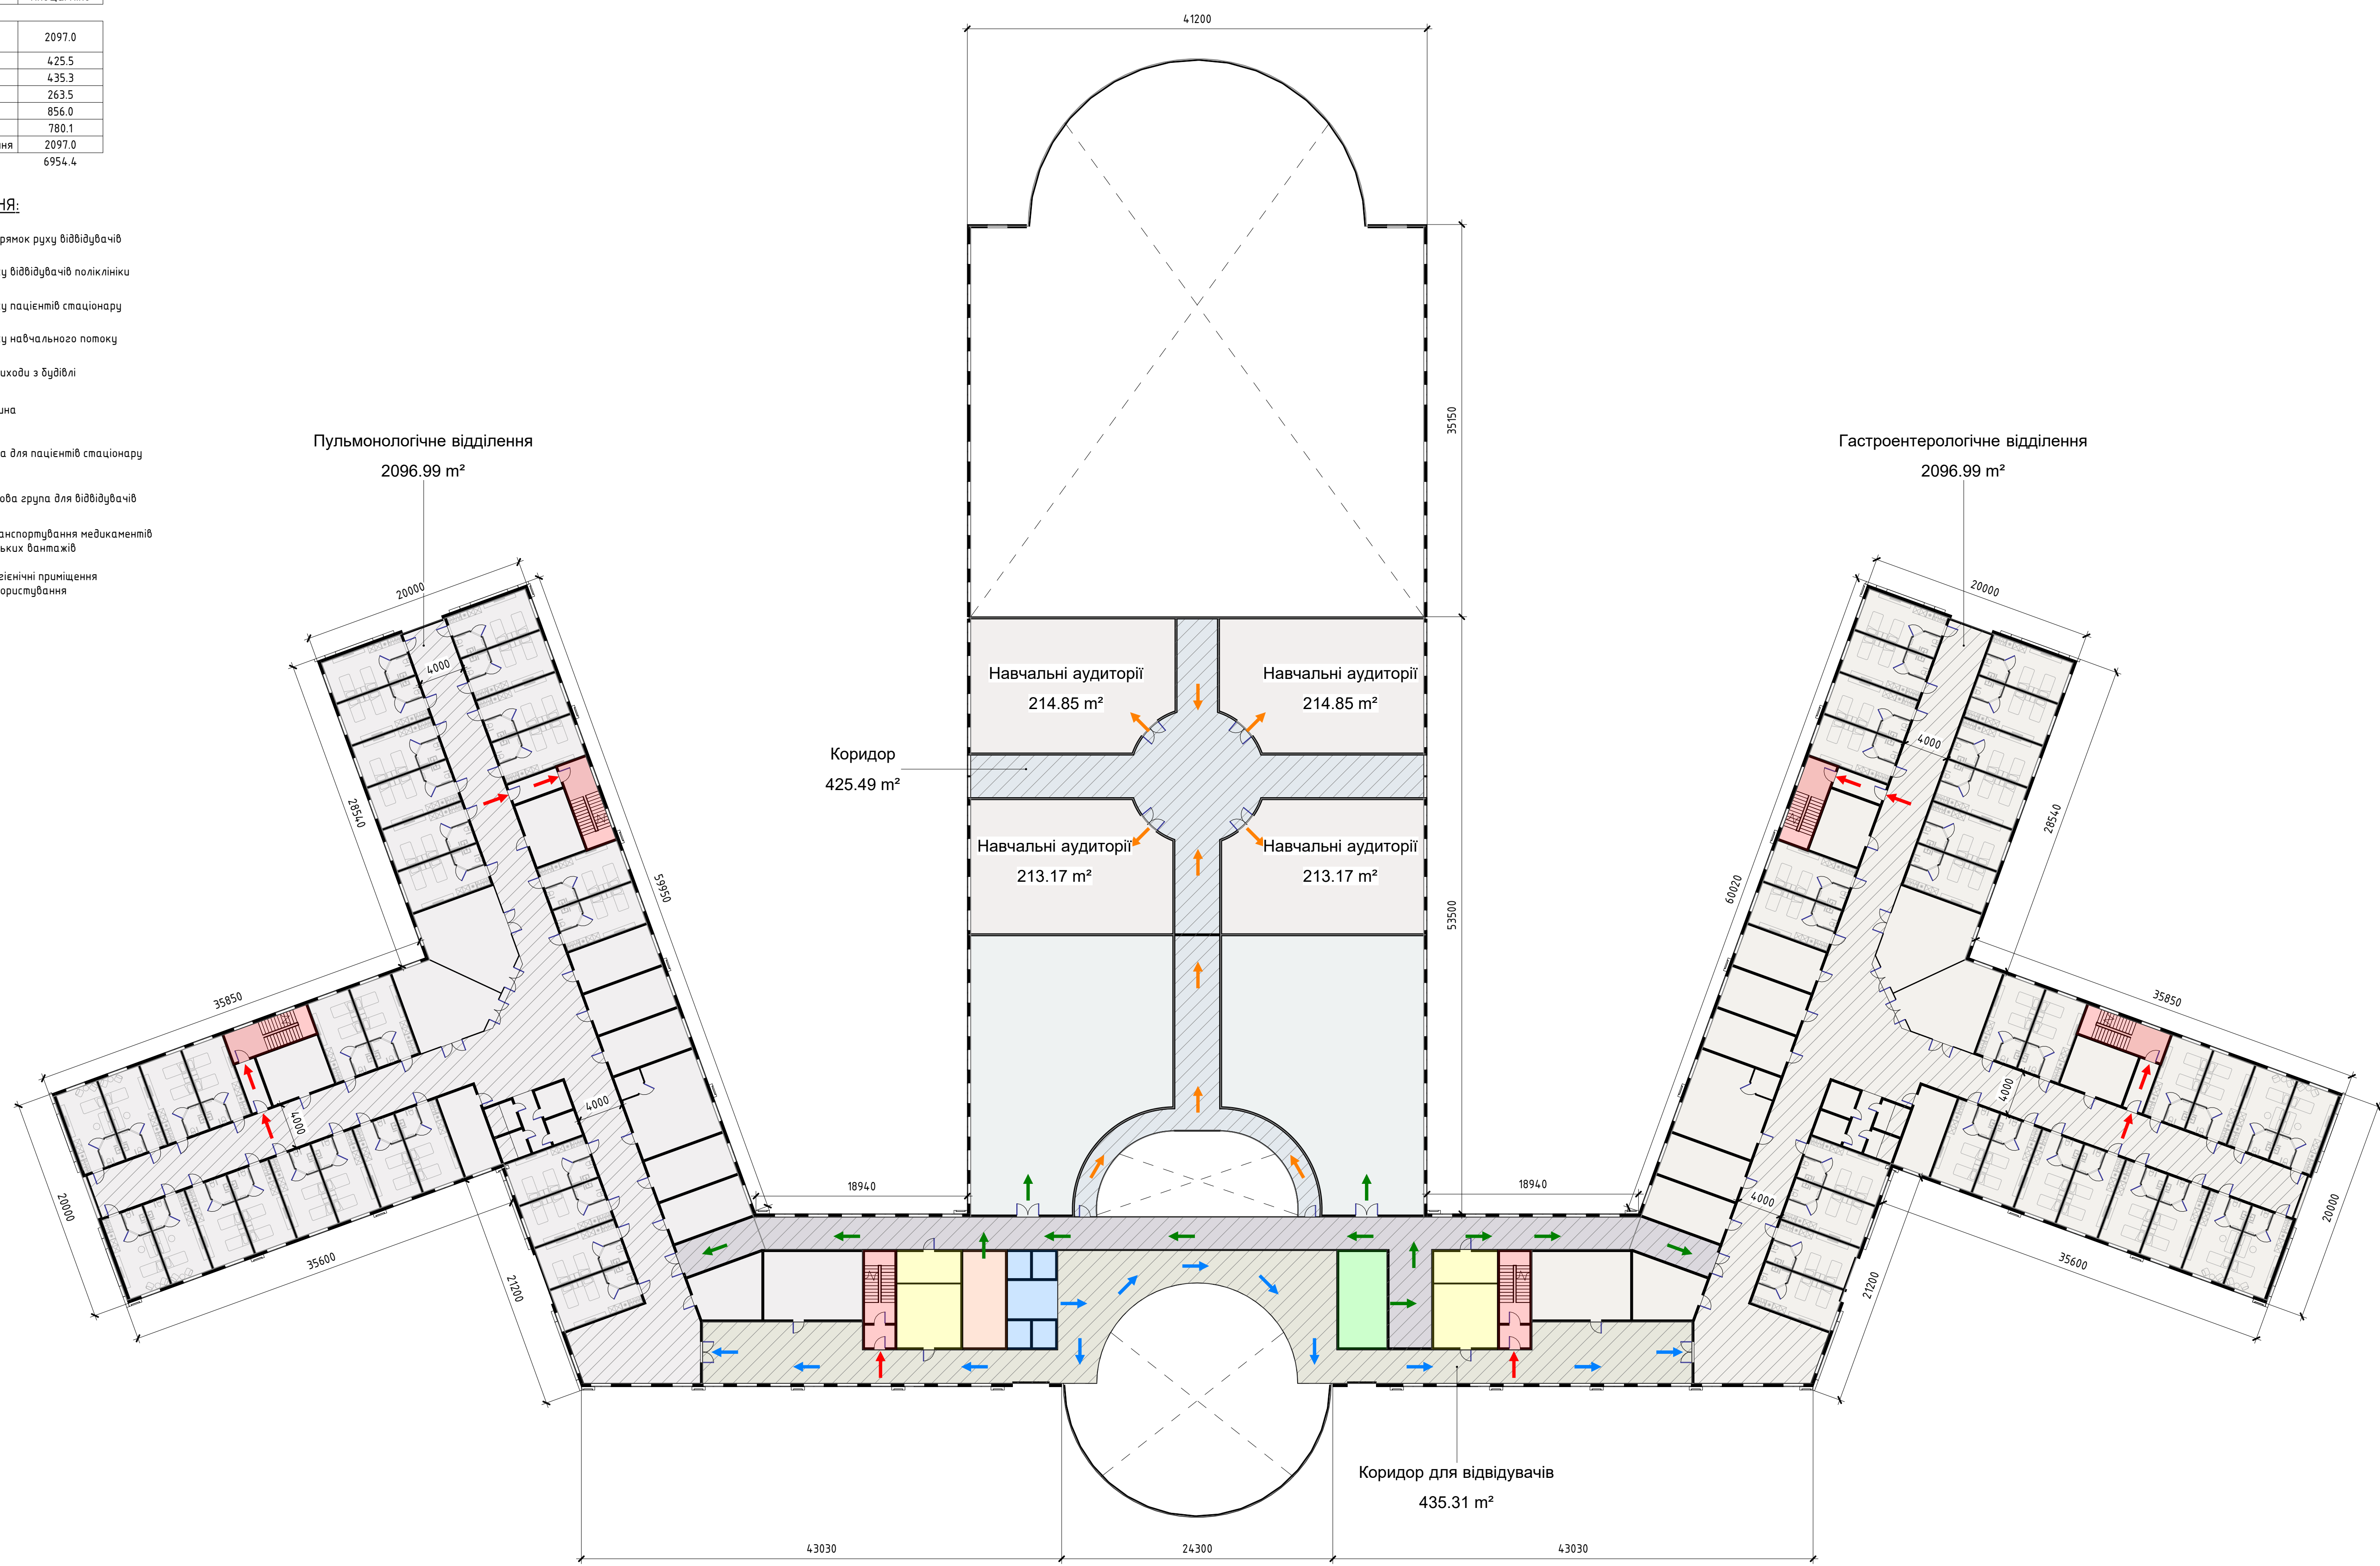 2097.0
425.5
435.3
263.5
856.0
780.1
ня 2097.0
6954.4
НЯ:
рямок руху відвідувачів
у відвідувачів поліклініки
у пацієнтів стаціонару
у навчального потоку
иходи з будівлі
ина
а для пацієнтів стаціонару
ова група для відвідувачів
анспортування медикаментів
ьких вантажів
гієнічні приміщення
ористування
41200
35150
53500
Пульмонологічне відділення
2096.99 m²
Гастроентерологічне відділення
2096.99 m²
20000
4000
28540
59950
35850
4000
4000
20000
35600
21200
Навчальні аудиторії
214.85 m²
Навчальні аудиторії
214.85 m²
Коридор
425.49 m²
Навчальні аудиторії
213.17 m²
Навчальні аудиторії
213.17 m²
18940
18940
20000
4000
28540
60020
35850
4000
4000
20000
35600
21200
Коридор для відвідувачів
435.31 m²
43030
24300
43030